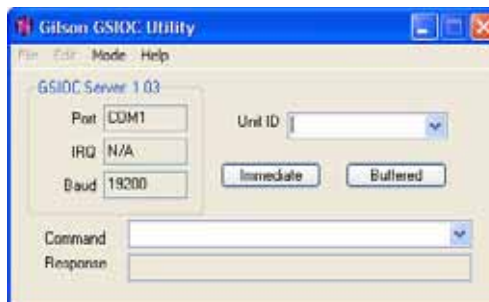 Gilson GSIOC Utility
File Edit Mode Help
GSIOC Server 1.03
Port COM1
Unit ID
IRQ N/A
Immediate Buffered
Baud 19200
Command
Response